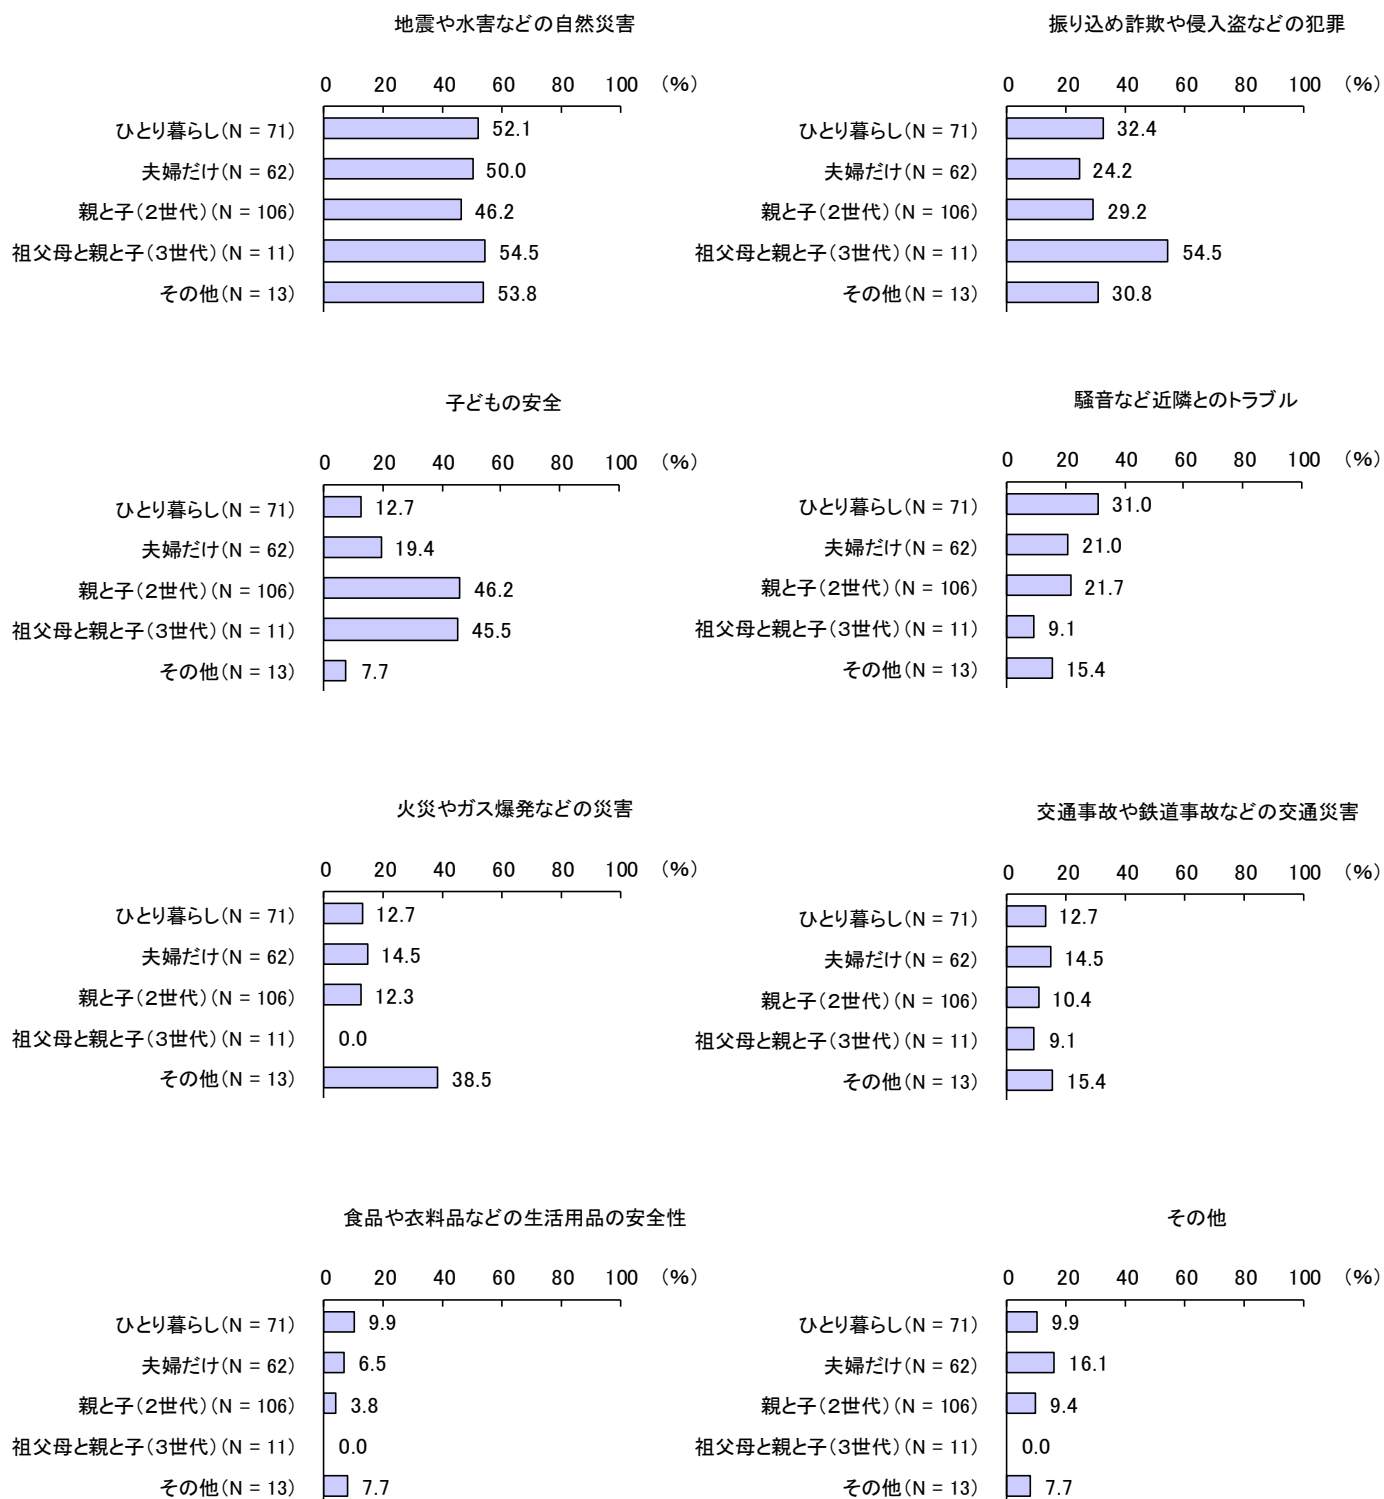 地震や水害などの自然災害
0 20 40 60 80 100 （%）
ひとり暮らし（N = 71） 52.1
夫婦だけ（N = 62） 50.0
親と子（２世代）（N = 106） 46.2
祖父母と親と子（３世代）（N = 11） 54.5
その他（N = 13） 53.8
振り込め詐欺や侵入盗などの犯罪
0 20 40 60 80 100 （%）
ひとり暮らし（N = 71） 32.4
夫婦だけ（N = 62） 24.2
親と子（２世代）（N = 106） 29.2
祖父母と親と子（３世代）（N = 11） 54.5
その他（N = 13） 30.8
子どもの安全
0 20 40 60 80 100 （%）
ひとり暮らし（N = 71） 12.7
夫婦だけ（N = 62） 19.4
親と子（２世代）（N = 106） 46.2
祖父母と親と子（３世代）（N = 11） 45.5
その他（N = 13） 7.7
騒音など近隣とのトラブル
0 20 40 60 80 100 （%）
ひとり暮らし（N = 71） 31.0
夫婦だけ（N = 62） 21.0
親と子（２世代）（N = 106） 21.7
祖父母と親と子（３世代）（N = 11） 9.1
その他（N = 13） 15.4
火災やガス爆発などの災害
0 20 40 60 80 100 （%）
ひとり暮らし（N = 71） 12.7
夫婦だけ（N = 62） 14.5
親と子（２世代）（N = 106） 12.3
祖父母と親と子（３世代）（N = 11） 0.0
その他（N = 13） 38.5
交通事故や鉄道事故などの交通災害
0 20 40 60 80 100 （%）
ひとり暮らし（N = 71） 12.7
夫婦だけ（N = 62） 14.5
親と子（２世代）（N = 106） 10.4
祖父母と親と子（３世代）（N = 11） 9.1
その他（N = 13） 15.4
食品や衣料品などの生活用品の安全性
0 20 40 60 80 100 （%）
ひとり暮らし（N = 71） 9.9
夫婦だけ（N = 62） 6.5
親と子（２世代）（N = 106） 3.8
祖父母と親と子（３世代）（N = 11） 0.0
その他（N = 13） 7.7
その他
0 20 40 60 80 100 （%）
ひとり暮らし（N = 71） 9.9
夫婦だけ（N = 62） 16.1
親と子（２世代）（N = 106） 9.4
祖父母と親と子（３世代）（N = 11） 0.0
その他（N = 13） 7.7